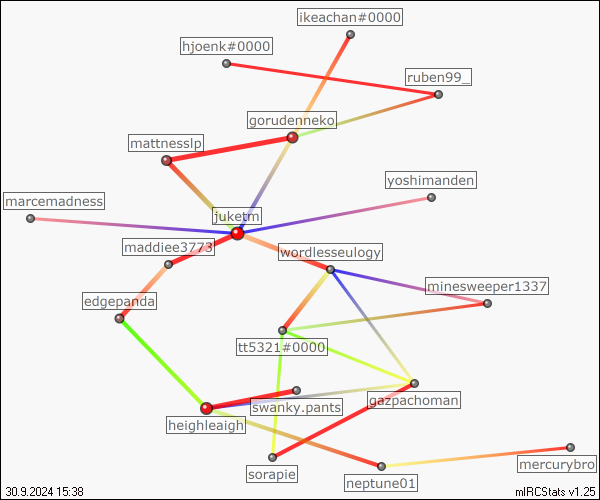 ikeachan#0000
hjoenk#0000
ruben99_
gorudenneko
mattnesslp
yoshimanden
marcemadness
juketm
maddiee3773
wordlesseulogy
minesweeper1337
edgepanda
tt5321#0000
gazpachoman
swanky.pants
heighleaigh
mercurybro
sorapie
neptune01
30.9.2024 15:38
mIRCStats v1.25